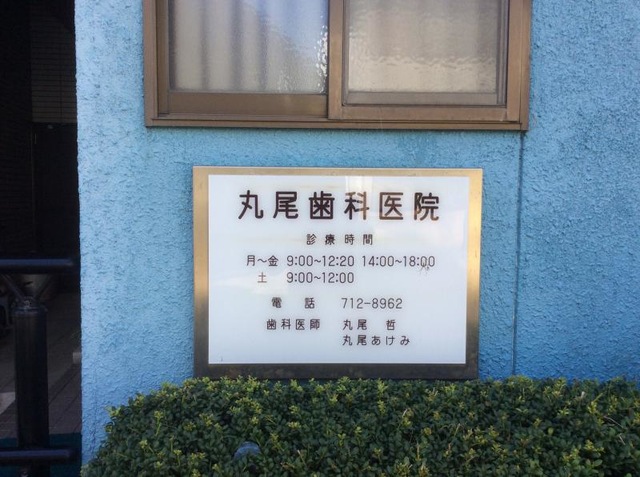 丸尾歯科医院
診療時間
月～金 9:00～12:20 14:00～18:00
土 9:00～12:00
電話 712-8962
歯科医師 丸尾 哲
丸尾あけみ